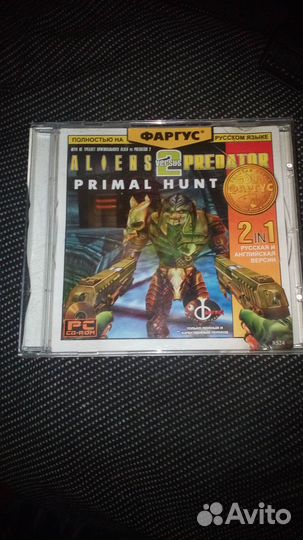 ПОЛНОСТЬЮ НА ФАРГУС® РУССКОМ ЯЗЫКЕ
ALIENS VERSUS 2 PREDATOR
PRIMAL HUNT
ФАРГУС
2 IN 1
РУССКАЯ И
АНГЛИЙСКАЯ
ВЕРСИИ
PC
CD-ROM
Avito